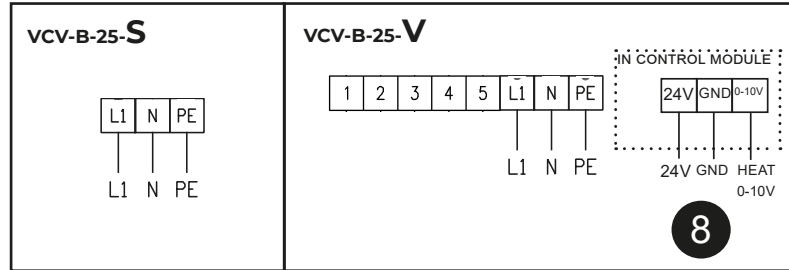 VCV-B-25-S
L1 N PE
L1 N PE
VCV-B-25-V
1 2 3 4 5 L1 N PE
L1 N PE
IN CONTROL MODULE
24V GND 0-10V
24V GND HEAT
0-10V
8